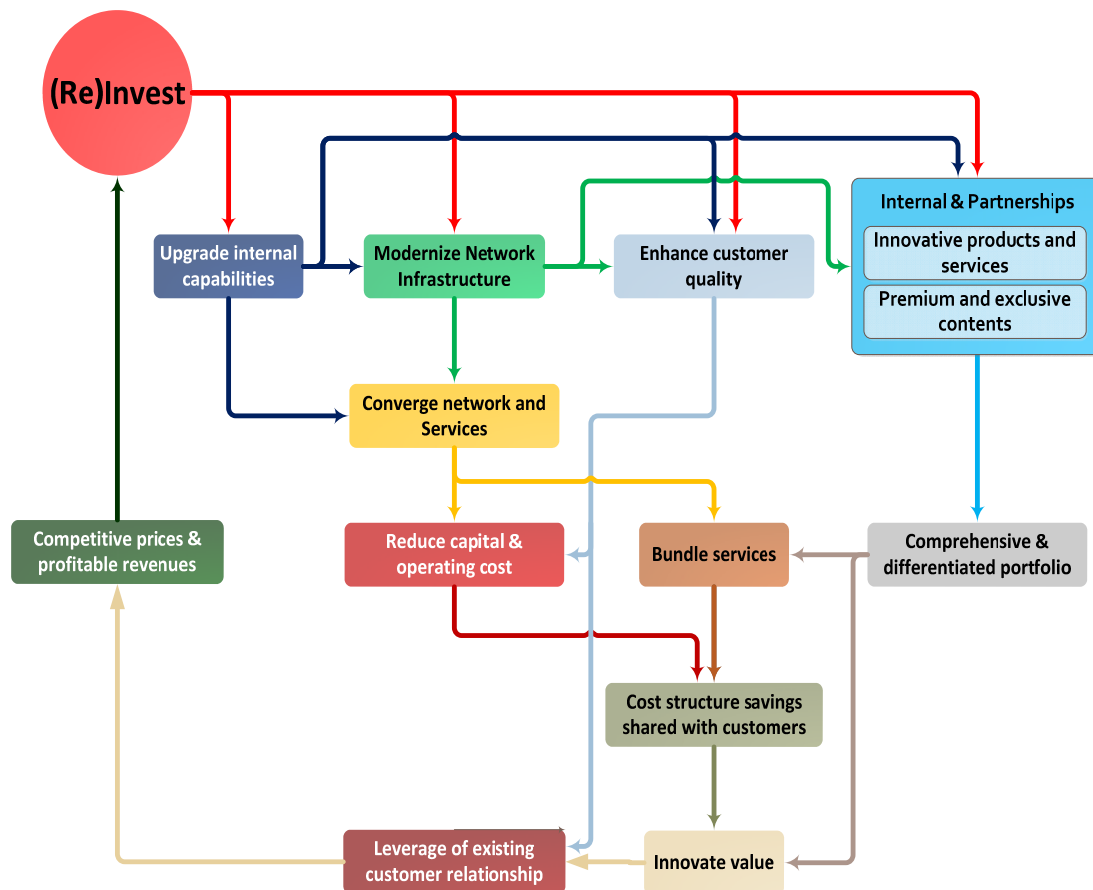 (Re)Invest
Internal & Partnerships
Innovative products and
services
Premium and exclusive
contents
Upgrade internal
capabilities
Modernize Network
Infrastructure
Enhance customer
quality
Converge network and
Services
Competitive prices &
profitable revenues
Reduce capital &
operating cost
Bundle services
Comprehensive &
differentiated portfolio
Cost structure savings
shared with customers
Leverage of existing
customer relationship
Innovate value